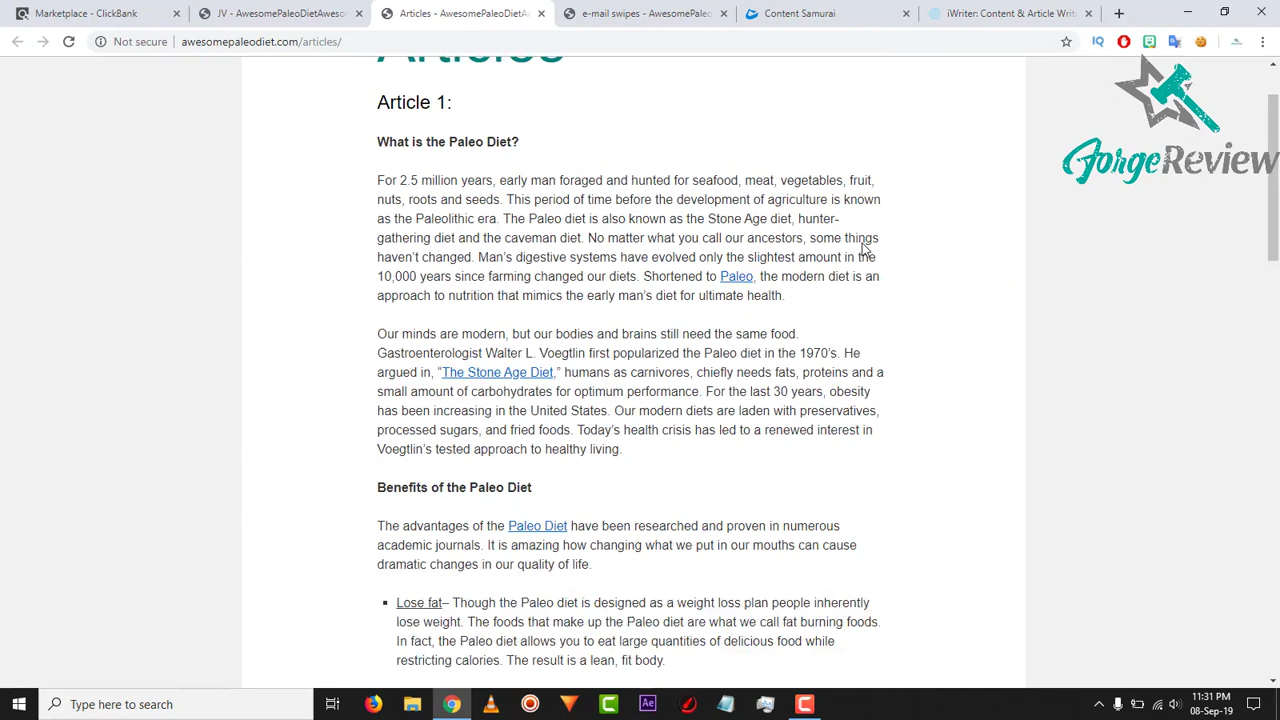 Marketplace - ClickBank
JV - AwesomePaleoDietAwesom
Articles - AwesomePaleoDietAw
e-mail swipes - AwesomePaleo
Content Samurai
iWriter: Content & Article Writi
Not secure
awesomepaleodiet.com/articles/
IQ
JorgeReview
Articles
Article 1:
What is the Paleo Diet?
For 2.5 million years, early man foraged and hunted for seafood, meat, vegetables, fruit,
nuts, roots and seeds. This period of time before the development of agriculture is known
as the Paleolithic era. The Paleo diet is also known as the Stone Age diet, hunter-
gathering diet and the caveman diet. No matter what you call our ancestors, some things
haven't changed. Man's digestive systems have evolved only the slightest amount in the
10,000 years since farming changed our diets. Shortened to Paleo, the modern diet is an
approach to nutrition that mimics the early man's diet for ultimate health.
Our minds are modern, but our bodies and brains still need the same food.
Gastroenterologist Walter L. Voegtlin first popularized the Paleo diet in the 1970's. He
argued in, “The Stone Age Diet,” humans as carnivores, chiefly needs fats, proteins and a
small amount of carbohydrates for optimum performance. For the last 30 years, obesity
has been increasing in the United States. Our modern diets are laden with preservatives,
processed sugars, and fried foods. Today's health crisis has led to a renewed interest in
Voegtlin's tested approach to healthy living.
Benefits of the Paleo Diet
The advantages of the Paleo Diet have been researched and proven in numerous
academic journals. It is amazing how changing what we put in our mouths can cause
dramatic changes in our quality of life.
Lose fat– Though the Paleo diet is designed as a weight loss plan people inherently
lose weight. The foods that make up the Paleo diet are what we call fat burning foods.
In fact, the Paleo diet allows you to eat large quantities of delicious food while
restricting calories. The result is a lean, fit body.
Type here to search
Ae
11:31 PM
08-Sep-19